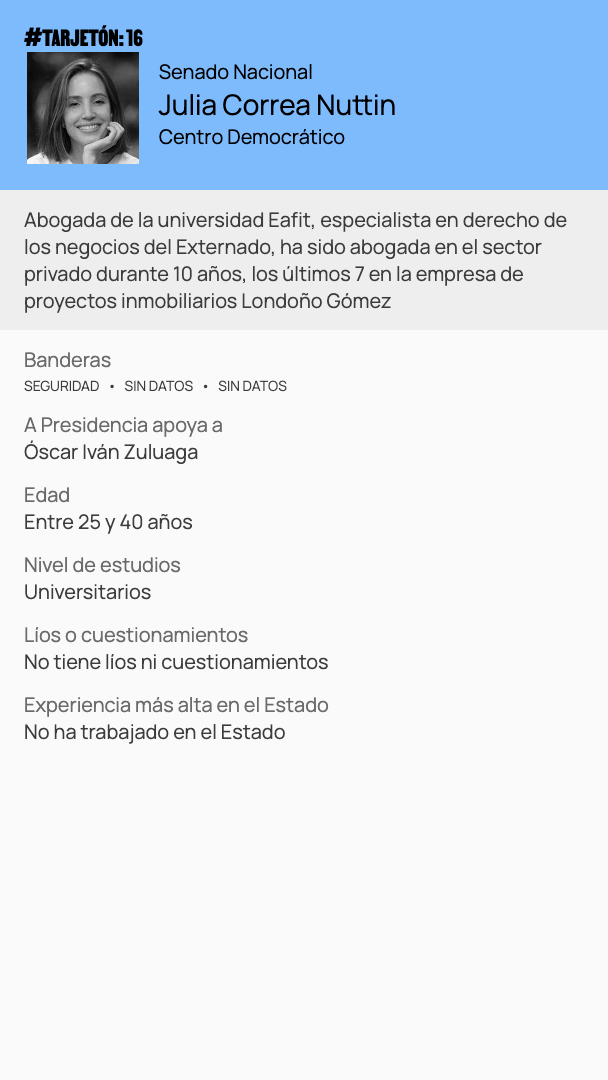 #TARJETÓN: 16
Senado Nacional
Julia Correa Nuttin
Centro Democrático
Abogada de la universidad Eafit, especialista en derecho de
los negocios del Externado, ha sido abogada en el sector
privado durante 10 años, los últimos 7 en la empresa de
proyectos inmobiliarios Londoño Gómez
Banderas
SEGURIDAD • SIN DATOS • SIN DATOS
A Presidencia apoya a
Óscar Iván Zuluaga
Edad
Entre 25 y 40 años
Nivel de estudios
Universitarios
Líos o cuestionamientos
No tiene líos ni cuestionamientos
Experiencia más alta en el Estado
No ha trabajado en el Estado